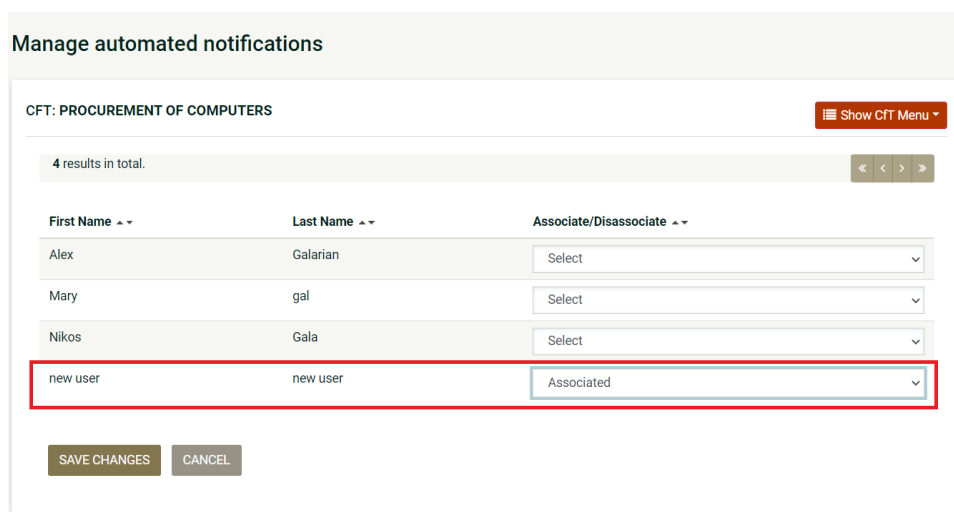 Manage automated notifications
CFT: PROCUREMENT OF COMPUTERS
Show CfT Menu
4 results in total.
« < > »
First Name Last Name Associate/Disassociate
Alex Galarian Select
Mary gal Select
Nikos Gala Select
new user new user Associated
SAVE CHANGES CANCEL